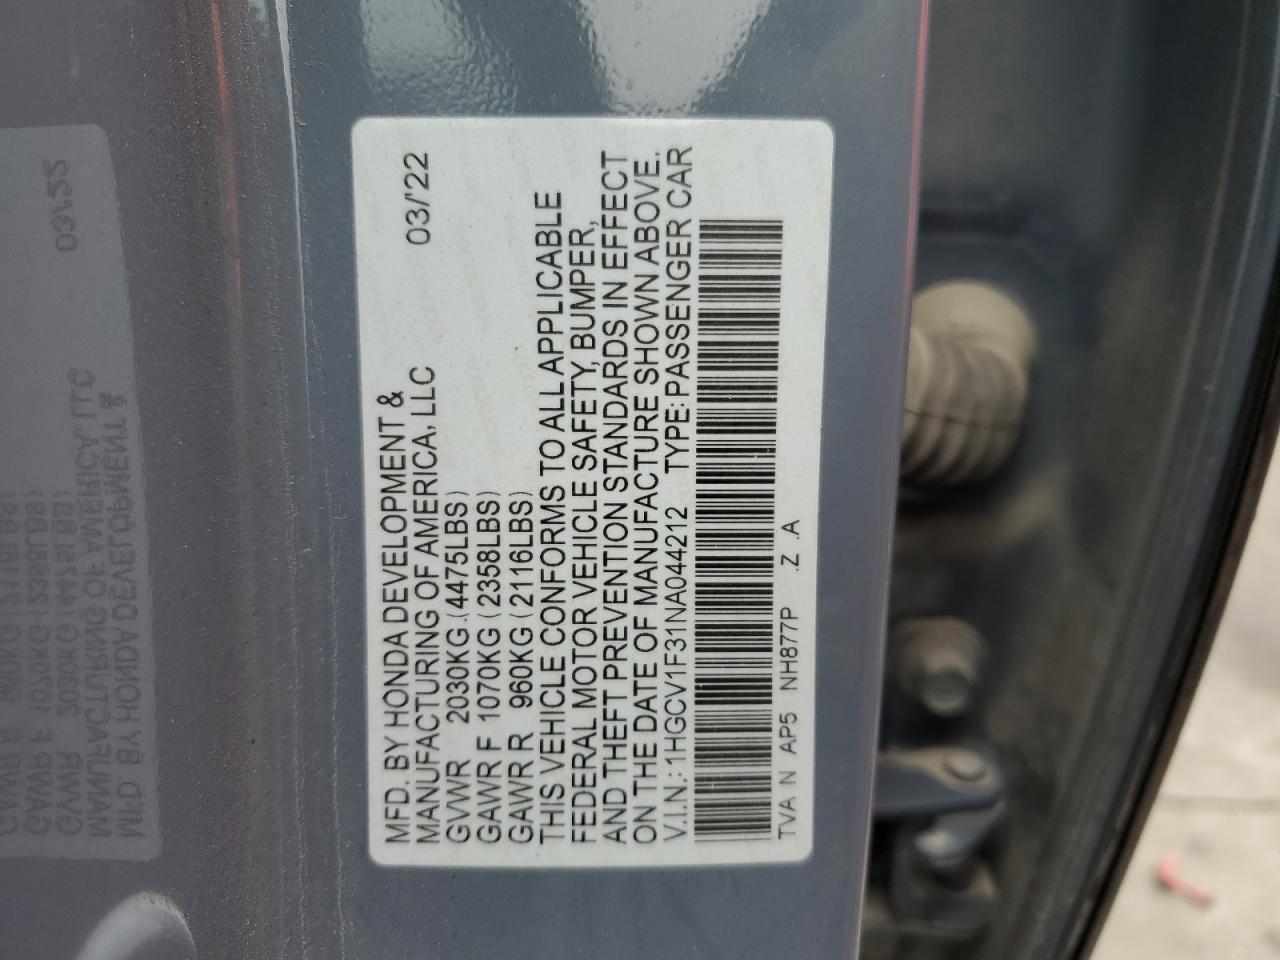 MFD. BY HONDA DEVELOPMENT &
MANUFACTURING OF AMERICA, LLC 03/'22
GVWR 2030KG (4475LBS)
GAWR F 1070KG (2358LBS)
GAWR R 960KG (2116LBS)
THIS VEHICLE CONFORMS TO ALL APPLICABLE
FEDERAL MOTOR VEHICLE SAFETY, BUMPER,
AND THEFT PREVENTION STANDARDS IN EFFECT
ON THE DATE OF MANUFACTURE SHOWN ABOVE.
V.I.N.: 1HGCV1F31NA044212 TYPE: PASSENGER CAR
TVA N AP5 NH877P Z .A